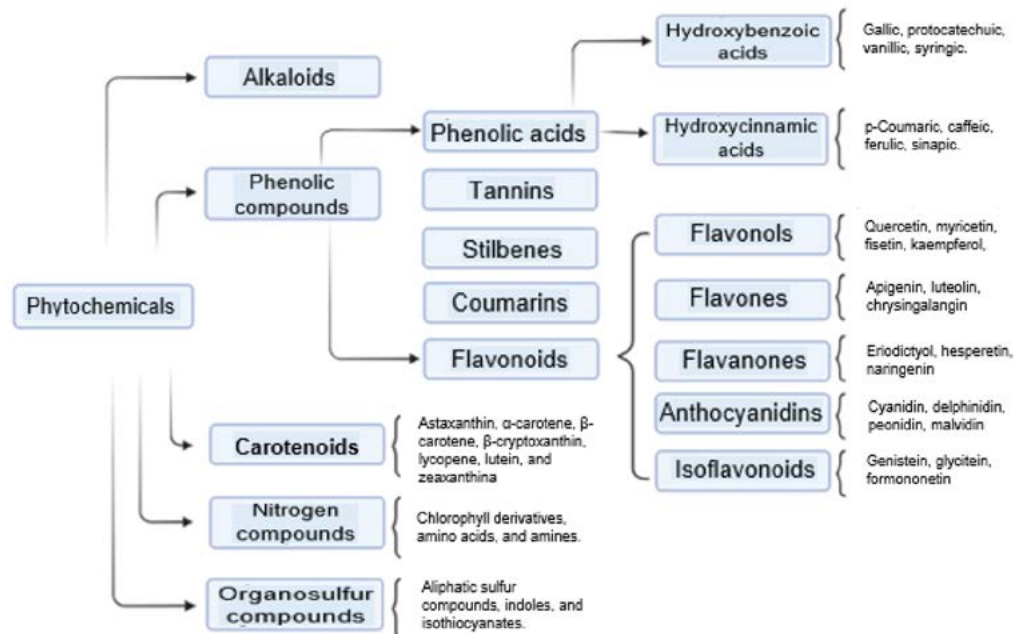 Phytochemicals
Alkaloids
Phenolic
compounds
Phenolic acids
Hydroxybenzoic
acids
Gallic, protocatechuic,
vanillic, syringic.
Hydroxycinnamic
acids
p-Coumaric, caffeic,
ferulic, sinapic.
Tannins
Stilbenes
Coumarins
Flavonoids
Flavonols
Quercetin, myricetin,
fisetin, kaempferol,
Flavones
Apigenin, luteolin,
chrysingalangin
Flavanones
Eriodictyol, hesperetin,
naringenin
Anthocyanidins
Cyanidin, delphinidin,
peonidin, malvidin
Isoflavonoids
Genistein, glycitein,
formononetin
Carotenoids
Astaxanthin, α-carotene, β-
carotene, β-cryptoxanthin,
lycopene, lutein, and
zeaxanthina
Nitrogen
compounds
Chlorophyll derivatives,
amino acids, and amines.
Organosulfur
compounds
Aliphatic sulfur
compounds, indoles, and
isothiocyanates.